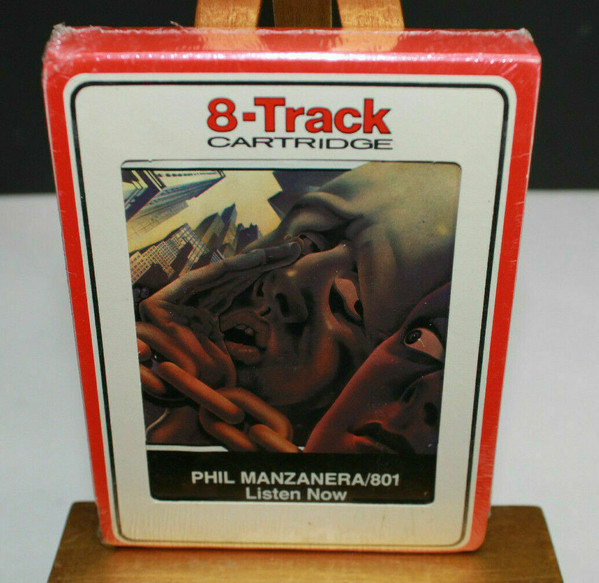 8-Track
CARTRIDGE
PHIL MANZANERA/801
Listen Now